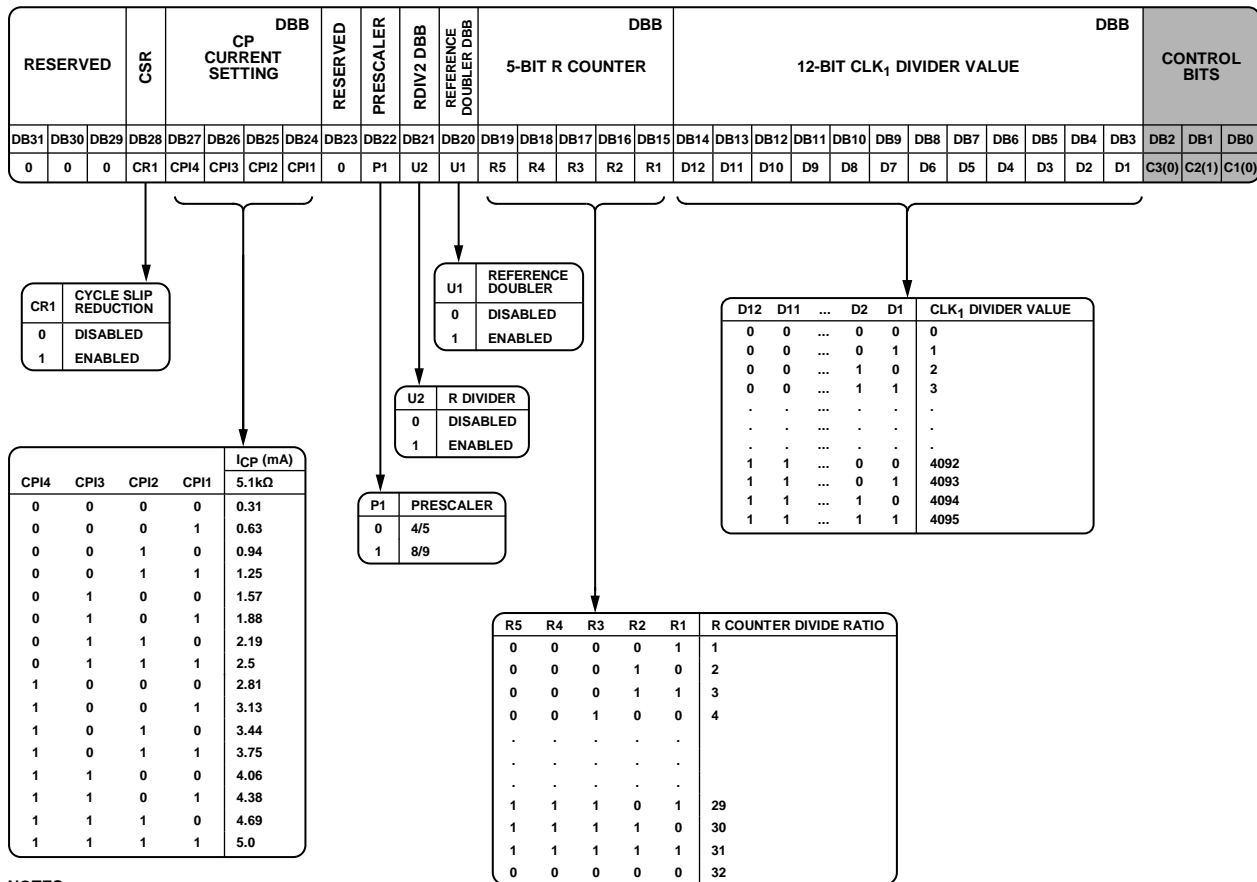 RESERVED
CSR
DBB
CP
CURRENT
SETTING
RESERVED
PRESCALER
RDIV2 DBB
REFERENCE
DOUBLER DBB
DBB
5-BIT R COUNTER
DBB
12-BIT CLK1 DIVIDER VALUE
CONTROL
BITS
DB31 DB30 DB29 DB28 DB27 DB26 DB25 DB24 DB23 DB22 DB21 DB20 DB19 DB18 DB17 DB16 DB15 DB14 DB13 DB12 DB11 DB10 DB9 DB8 DB7 DB6 DB5 DB4 DB3 DB2 DB1 DB0
0 0 0 CR1 CPI4 CPI3 CPI2 CPI1 0 P1 U2 U1 R5 R4 R3 R2 R1 D12 D11 D10 D9 D8 D7 D6 D5 D4 D3 D2 D1 C3(0) C2(1) C1(0)
CR1 CYCLE SLIP
REDUCTION
0 DISABLED
1 ENABLED
U1 REFERENCE
DOUBLER
0 DISABLED
1 ENABLED
D12 D11 ... D2 D1 CLK1 DIVIDER VALUE
0 0 ... 0 0 0
0 0 ... 0 1 1
0 0 ... 1 0 2
0 0 ... 1 1 3
. . ... . . .
. . ... . . .
. . ... . . .
1 1 ... 0 0 4092
1 1 ... 0 1 4093
1 1 ... 1 0 4094
1 1 ... 1 1 4095
U2 R DIVIDER
0 DISABLED
1 ENABLED
ICP (mA)
CPI4 CPI3 CPI2 CPI1 5.1kΩ
0 0 0 0 0.31
0 0 0 1 0.63
0 0 1 0 0.94
0 0 1 1 1.25
0 1 0 0 1.57
0 1 0 1 1.88
0 1 1 0 2.19
0 1 1 1 2.5
1 0 0 0 2.81
1 0 0 1 3.13
1 0 1 0 3.44
1 0 1 1 3.75
1 1 0 0 4.06
1 1 0 1 4.38
1 1 1 0 4.69
1 1 1 1 5.0
P1 PRESCALER
0 4/5
1 8/9
R5 R4 R3 R2 R1 R COUNTER DIVIDE RATIO
0 0 0 0 1 1
0 0 0 1 0 2
0 0 0 1 1 3
0 0 1 0 0 4
. . . . .
. . . . .
. . . . .
1 1 1 0 1 29
1 1 1 1 0 30
1 1 1 1 1 31
0 0 0 0 0 32